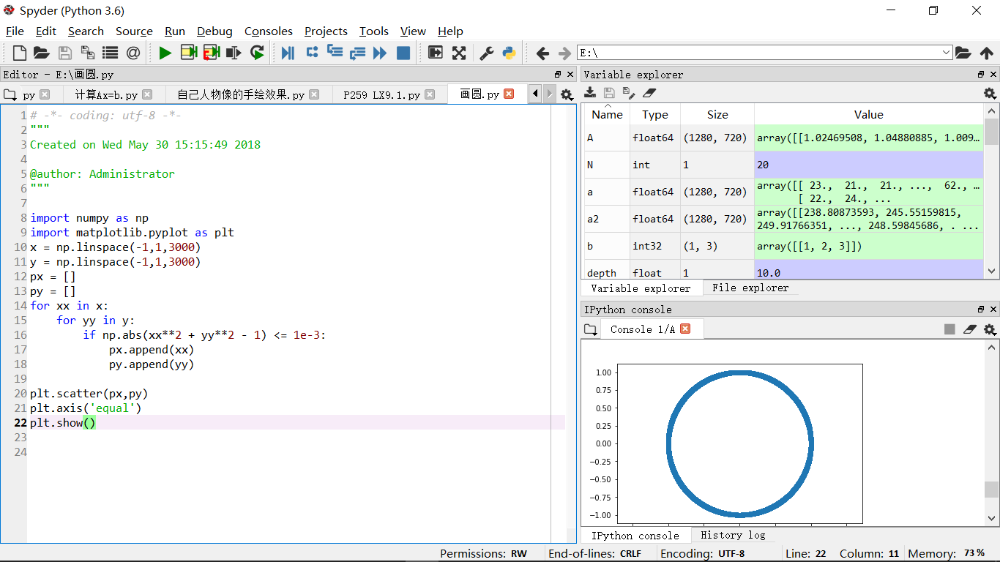 Spyder (Python 3.6)
File Edit Search Source Run Debug Consoles Projects Tools View Help
E:\
Editor - E:\画圆.py
py 计算Ax=b.py 自己人物像的手绘效果.py P259 LX9.1.py 画圆.py
1 # -*- coding: utf-8 -*-
2 """
3 Created on Wed May 30 15:15:49 2018
4
5 @author: Administrator
6 """
7
8 import numpy as np
9 import matplotlib.pyplot as plt
10 x = np.linspace(-1,1,3000)
11 y = np.linspace(-1,1,3000)
12 px = []
13 py = []
14 for xx in x:
15     for yy in y:
16         if np.abs(xx**2 + yy**2 - 1) <= 1e-3:
17             px.append(xx)
18             py.append(yy)
19
20 plt.scatter(px,py)
21 plt.axis('equal')
22 plt.show()
23
24
Variable explorer
Name Type Size Value
A float64 (1280, 720) array([[1.02469508, 1.04880885, 1.009…
N int 1 20
a float64 (1280, 720) array([[ 23., 21., 21., ..., 62., …
[ 22., 24., ...
a2 float64 (1280, 720) array([[238.80873593, 245.55159815,
249.91766351, ..., 248.59845686, . ...
b int32 (1, 3) array([[1, 2, 3]])
depth float 1 10.0
Variable explorer File explorer
IPython console
Console 1/A
1.00
0.75
0.50
0.25
0.00
−0.25
−0.50
−0.75
−1.00
IPython console History log
Permissions: RW End-of-lines: CRLF Encoding: UTF-8 Line: 22 Column: 11 Memory: 73 %